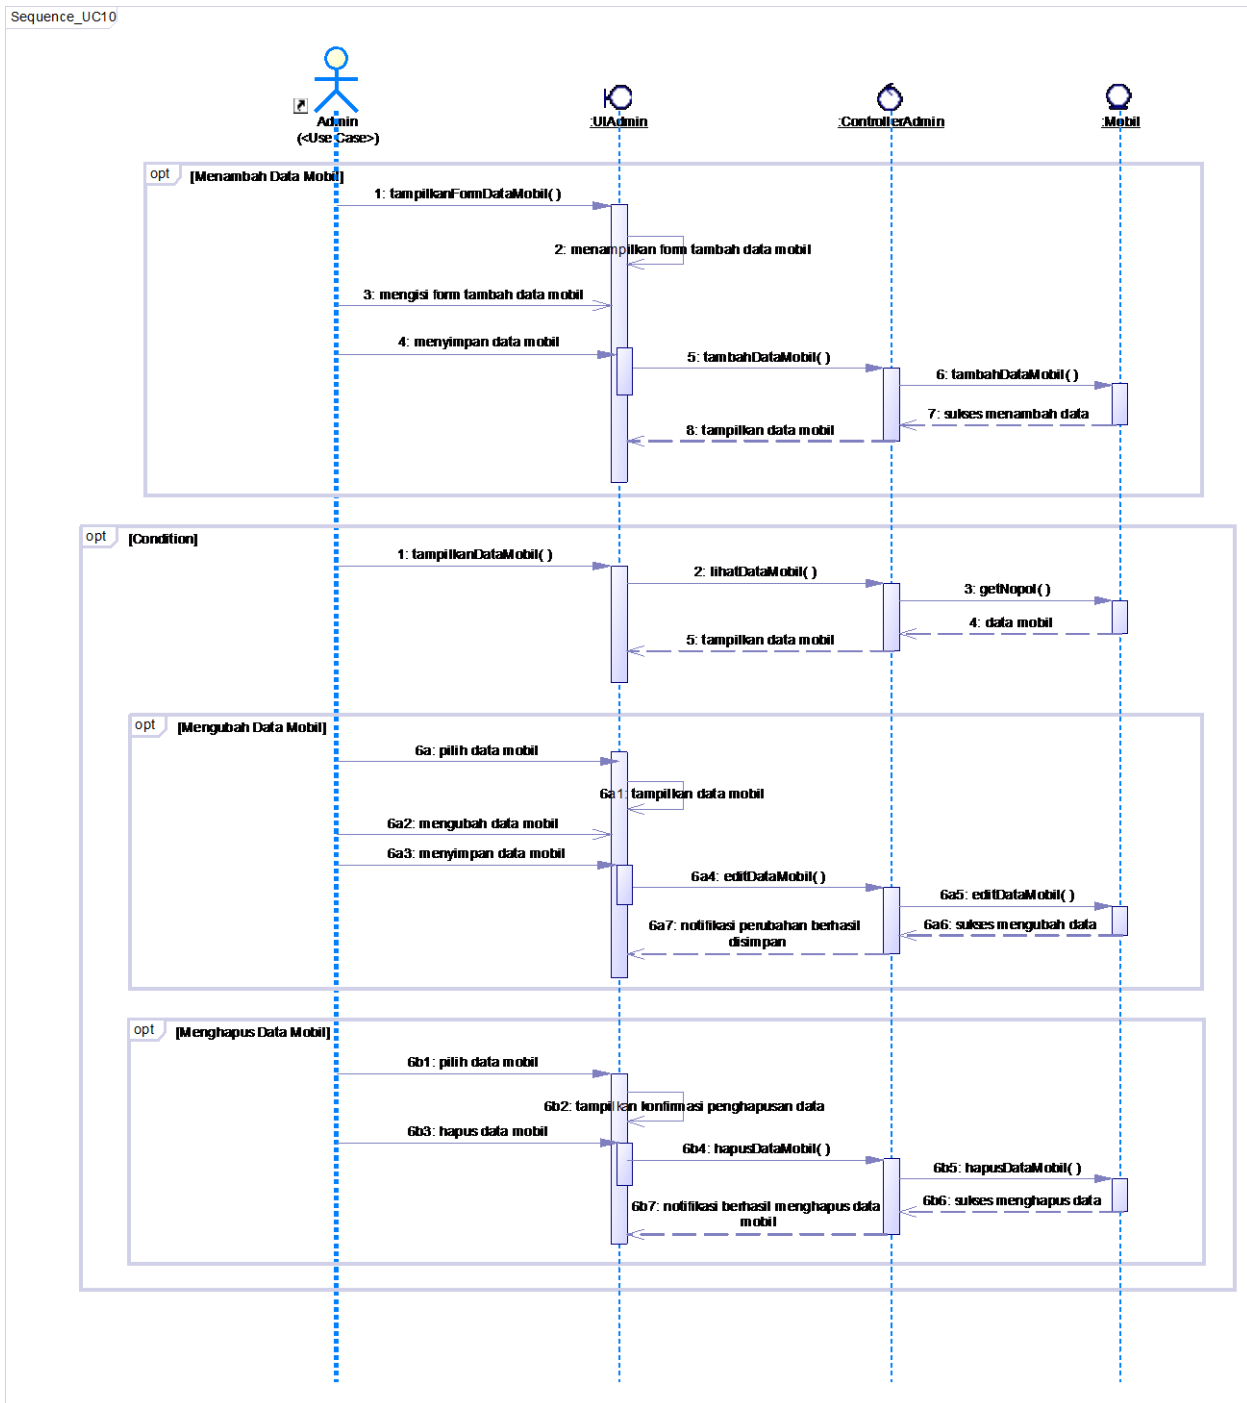 Sequence_UC10
Admin
(<Use Case>)
:UIAdmin
:ControllerAdmin
:Mobil
opt
[Menambah Data Mobil]
1: tampilkanFormDataMobil( )
2: menampilkan form tambah data mobil
3: mengisi form tambah data mobil
4: menyimpan data mobil
5: tambahDataMobil( )
6: tambahDataMobil( )
7: sukses menambah data
8: tampilkan data mobil
opt
[Condition]
1: tampilkanDataMobil( )
2: lihatDataMobil( )
3: getNopol( )
4: data mobil
5: tampilkan data mobil
opt
[Mengubah Data Mobil]
6a: pilih data mobil
6a1: tampilkan data mobil
6a2: mengubah data mobil
6a3: menyimpan data mobil
6a4: editDataMobil( )
6a5: editDataMobil( )
6a6: sukses mengubah data
6a7: notifikasi perubahan berhasil
disimpan
opt
[Menghapus Data Mobil]
6b1: pilih data mobil
6b2: tampilkan konfirmasi penghapusan data
6b3: hapus data mobil
6b4: hapusDataMobil( )
6b5: hapusDataMobil( )
6b6: sukses menghapus data
6b7: notifikasi berhasil menghapus data
mobil